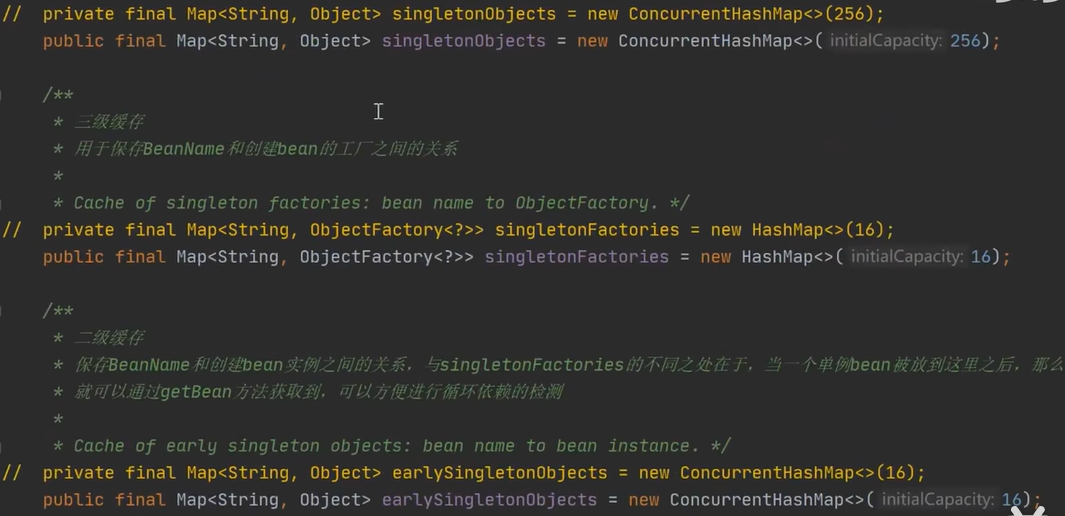 //  private final Map<String, Object> singletonObjects = new ConcurrentHashMap<>(256);
public final Map<String, Object> singletonObjects = new ConcurrentHashMap<>( initialCapacity: 256);
/**
* 三级缓存
* 用于保存BeanName和创建bean的工厂之间的关系
*
* Cache of singleton factories: bean name to ObjectFactory. */
//  private final Map<String, ObjectFactory<?>> singletonFactories = new HashMap<>(16);
public final Map<String, ObjectFactory<?>> singletonFactories = new HashMap<>( initialCapacity: 16);
/**
* 二级缓存
* 保存BeanName和创建bean实例之间的关系，与singletonFactories的不同之处在于，当一个单例bean被放到这里之后，那么
* 就可以通过getBean方法获取到，可以方便进行循环依赖的检测
*
* Cache of early singleton objects: bean name to bean instance. */
//  private final Map<String, Object> earlySingletonObjects = new ConcurrentHashMap<>(16);
public final Map<String, Object> earlySingletonObjects = new ConcurrentHashMap<>( initialCapacity: 16);